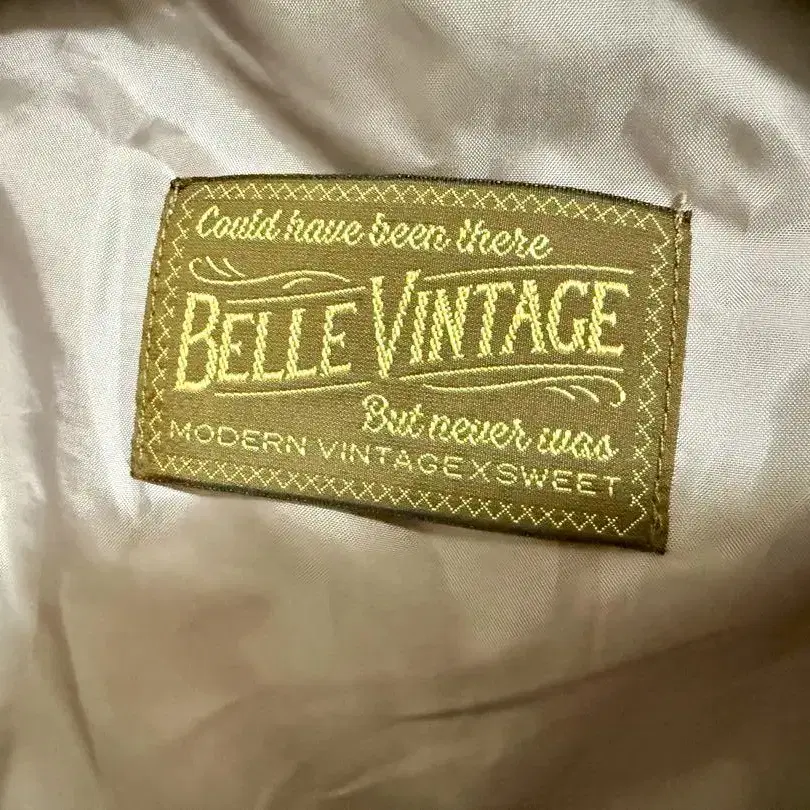 Could have been there
BELLE VINTAGE
But never was
MODERN VINTAGE X SWEET